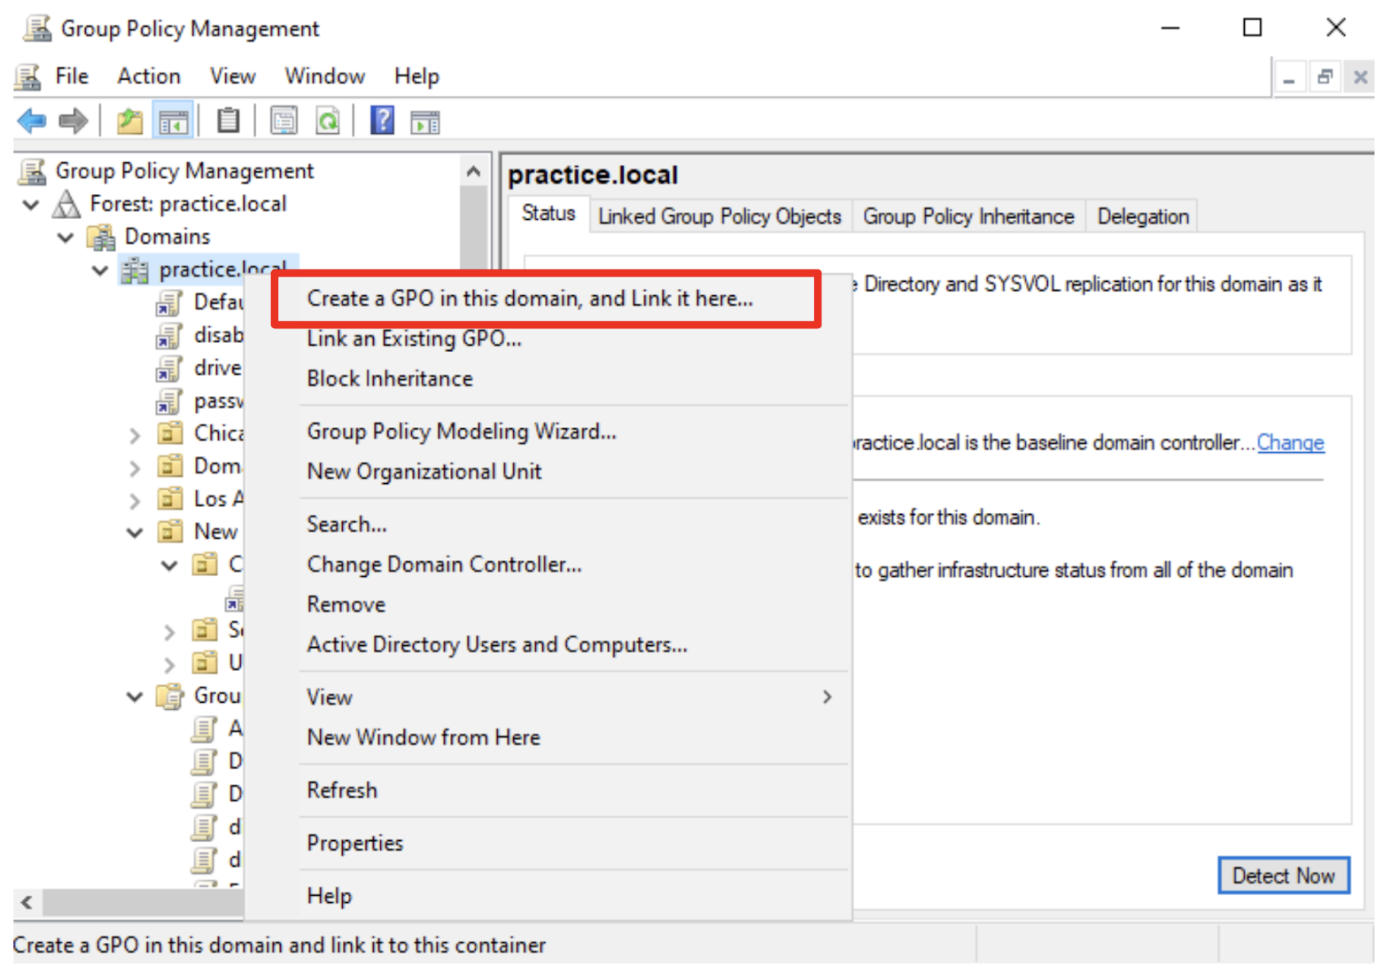 Group Policy Management
File Action View Window Help
Group Policy Management
Forest: practice.local
Domains
practice.local
Defau
disab
drive
passw
Chica
Dom
Los A
New
C
U
Grou
A
D
D
d
d
Create a GPO in this domain, and Link it here...
Link an Existing GPO...
Block Inheritance
Group Policy Modeling Wizard...
New Organizational Unit
Search...
Change Domain Controller...
Remove
Active Directory Users and Computers...
View
New Window from Here
Refresh
Properties
Help
practice.local
Status Linked Group Policy Objects Group Policy Inheritance Delegation
Directory and SYSVOL replication for this domain as it
practice.local is the baseline domain controller... Change
exists for this domain.
to gather infrastructure status from all of the domain
Detect Now
Create a GPO in this domain and link it to this container